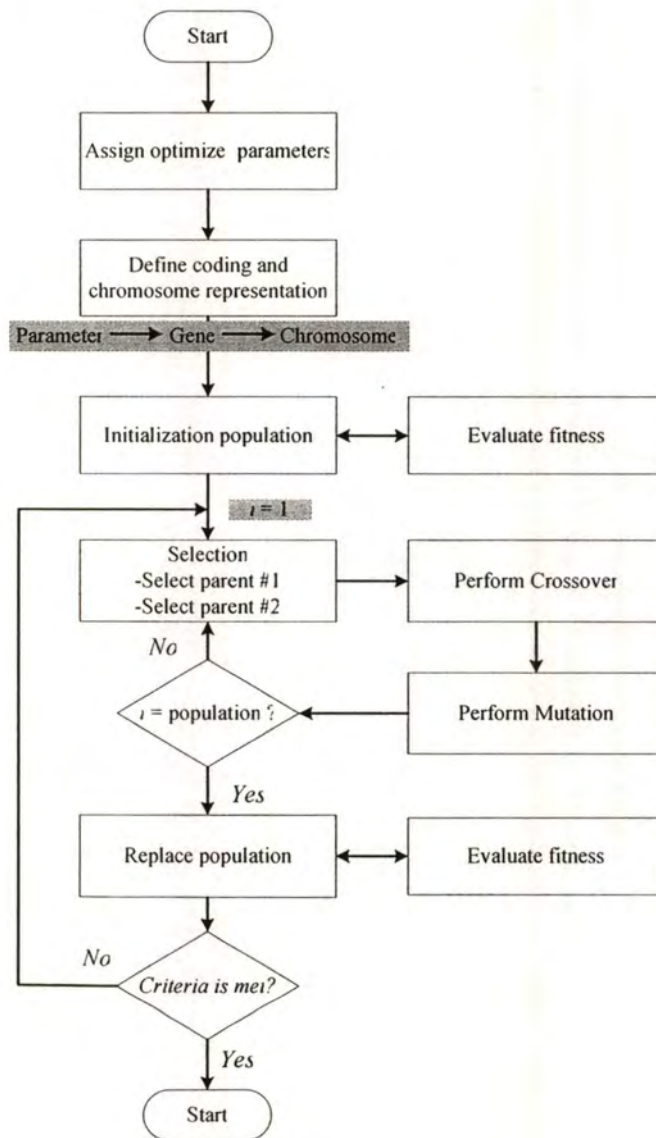 Start
Assign optimize parameters
Define coding and
chromosome representation
Parameter Gene Chromosome
Initialization population
Evaluate fitness
i = 1
Selection
-Select parent #1
-Select parent #2
Perform Crossover
No
i = population ?
Perform Mutation
Yes
Replace population
Evaluate fitness
No
Criteria is met?
Yes
Start